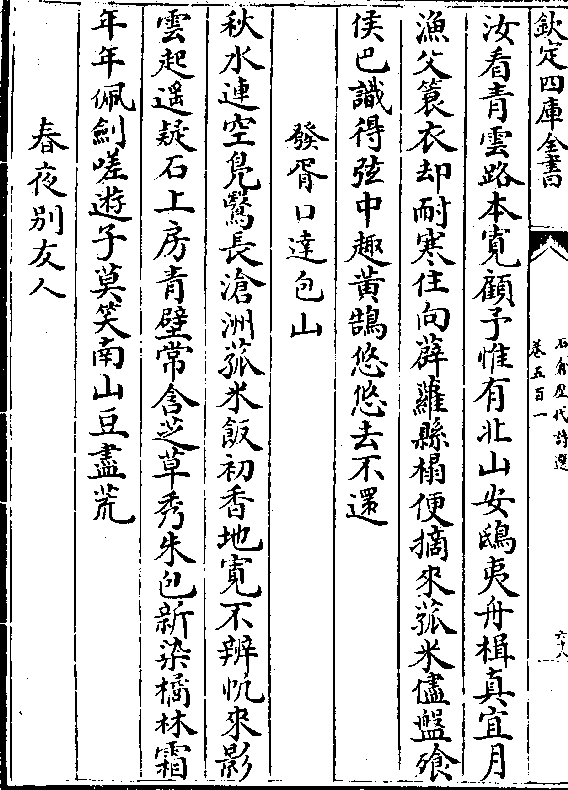 欽定四庫全書
石倉歷代詩選
卷五百一
六十八
汝看青雲路本寛顧予惟有北山安鴟夷舟楫真宜月
漁父簑衣却耐寒住向薜蘿縣榻便摘來菰米儘盤飱
侯巴識得弦中趣黄鵠悠悠去不還
發胥口達包山
秋水連空鳬鷖長滄洲菰米飯初香地寛不辨帆來影
雲起遥疑石上房青壁常含芝草秀朱包新染橘林霜
年年佩劍嗟遊子莫笑南山豆盡荒
春夜别友人